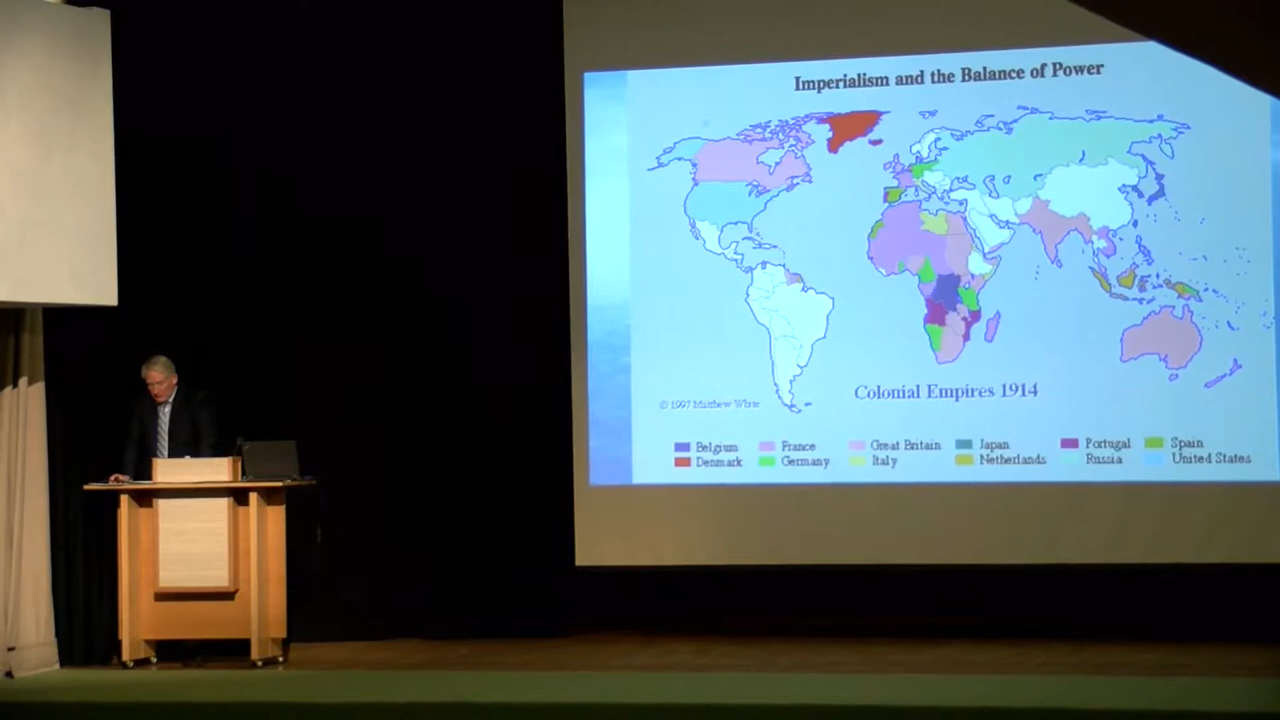 Imperialism and the Balance of Power
© 1997 Matthew White
Colonial Empires 1914
Belgium France Great Britain Japan Portugal Spain
Denmark Germany Italy Netherlands Russia United States